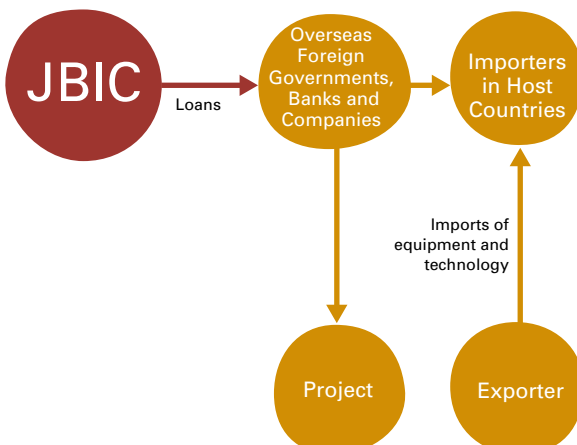 JBIC
Loans
Overseas
Foreign
Governments,
Banks and
Companies
Importers
in Host
Countries
Imports of
equipment and
technology
Project
Exporter